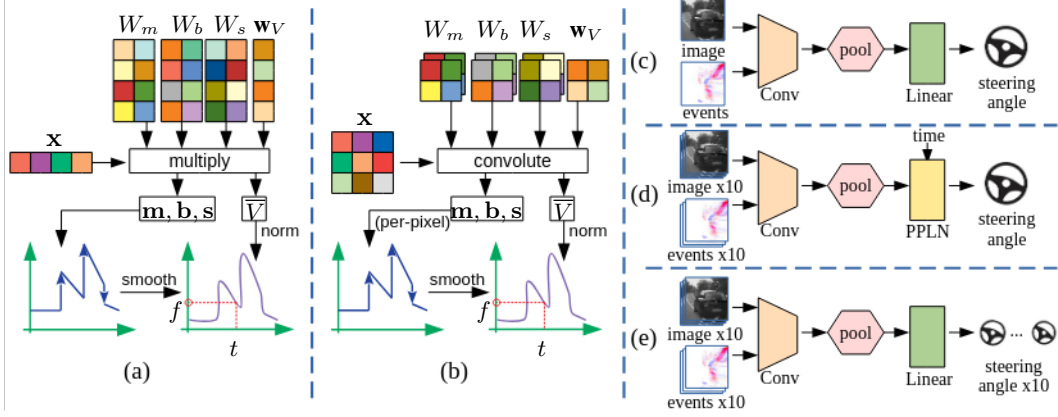 W_m W_b W_s w_V
x
multiply
m, b, s
V̅
norm
smooth
f
t
(a)
W_m W_b W_s w_V
x
convolute
(per-pixel)
m, b, s
V̅
norm
smooth
f
t
(b)
(c)
image
events
Conv
pool
Linear
steering
angle
(d)
image x10
events x10
Conv
pool
time
PPLN
steering
angle
(e)
image x10
events x10
Conv
pool
Linear
...
steering
angle x10